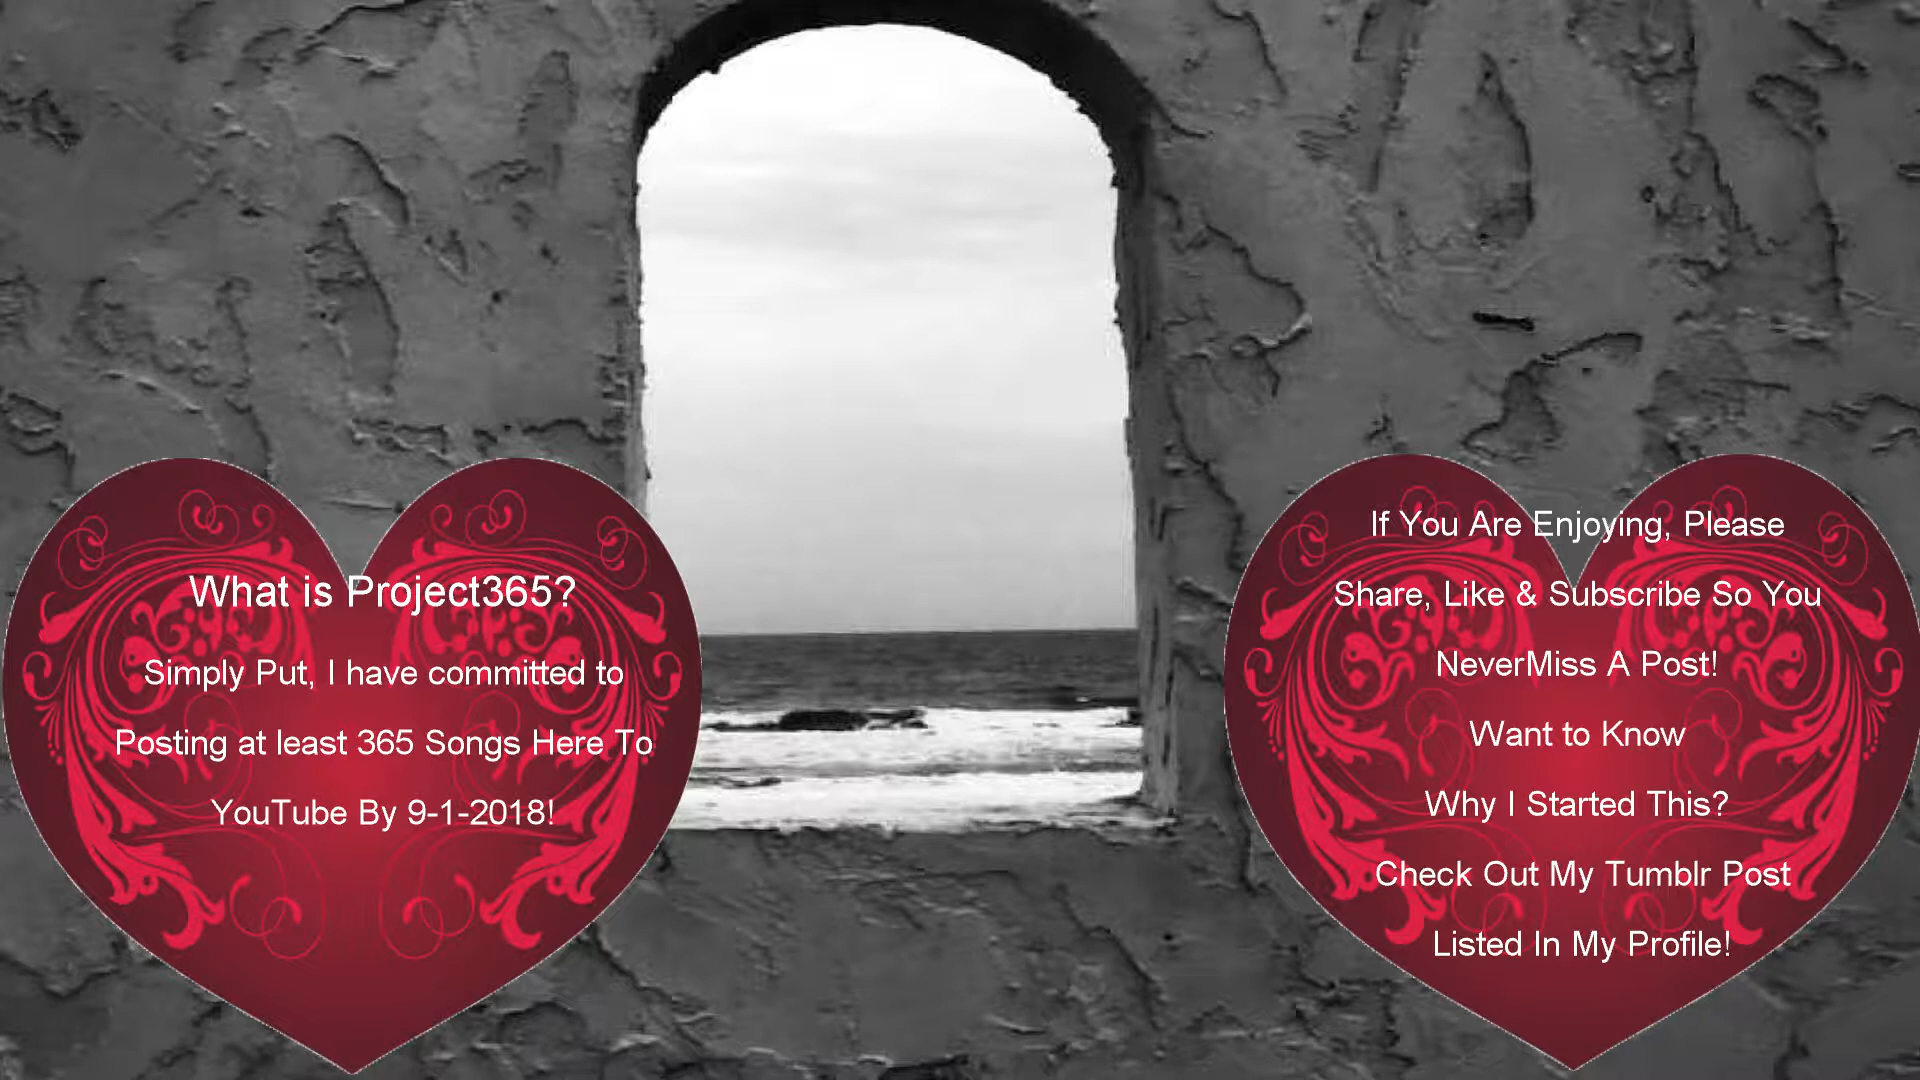 What is Project365?
Simply Put, I have committed to
Posting at least 365 Songs Here To
YouTube By 9-1-2018!
If You Are Enjoying, Please
Share, Like & Subscribe So You
NeverMiss A Post!
Want to Know
Why I Started This?
Check Out My Tumblr Post
Listed In My Profile!